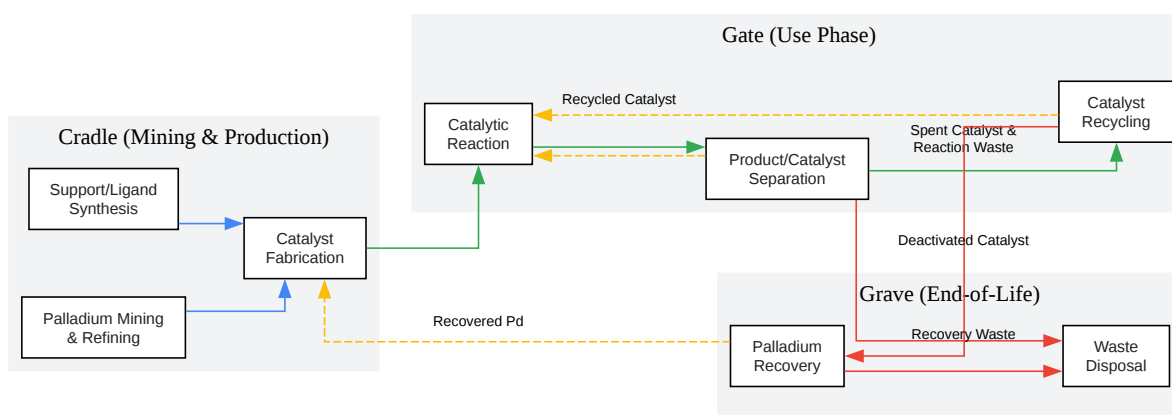 Gate (Use Phase)
Recycled Catalyst
Catalyst
Recycling
Catalytic
Reaction
Spent Catalyst &
Reaction Waste
Product/Catalyst
Separation
Cradle (Mining & Production)
Support/Ligand
Synthesis
Catalyst
Fabrication
Palladium Mining
& Refining
Deactivated Catalyst
Grave (End-of-Life)
Recovered Pd
Recovery Waste
Palladium
Recovery
Waste
Disposal